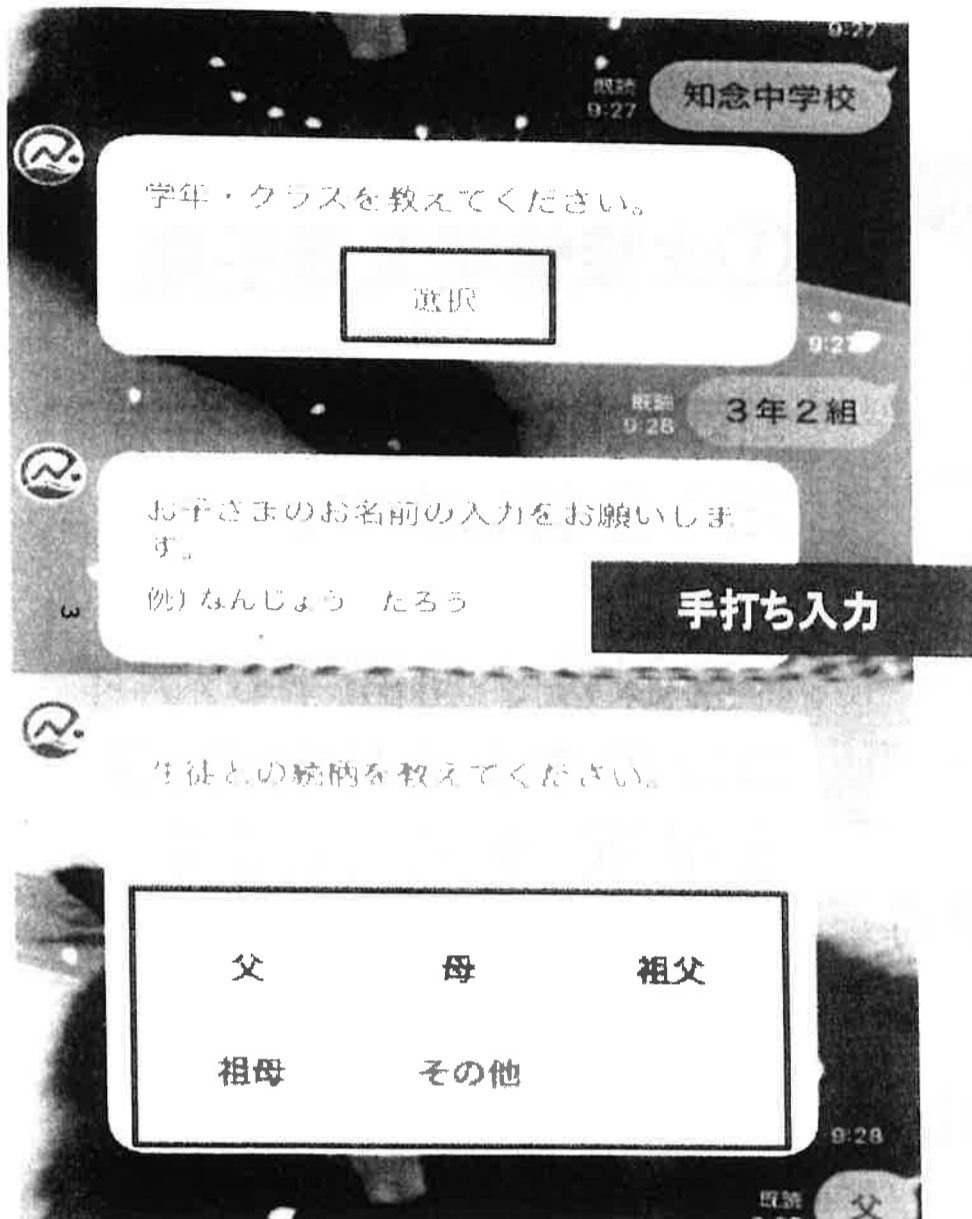 9:27
既読
9:27
知念中学校
学年・クラスを教えてください。
選択
9:27
既読
9:28
3年2組
お子さまのお名前の入力をお願いしま
す。
例) なんじょう たろう
手打ち入力
3
生徒との続柄を教えてください。
父 母 祖父
祖母 その他
9:28
既読
父